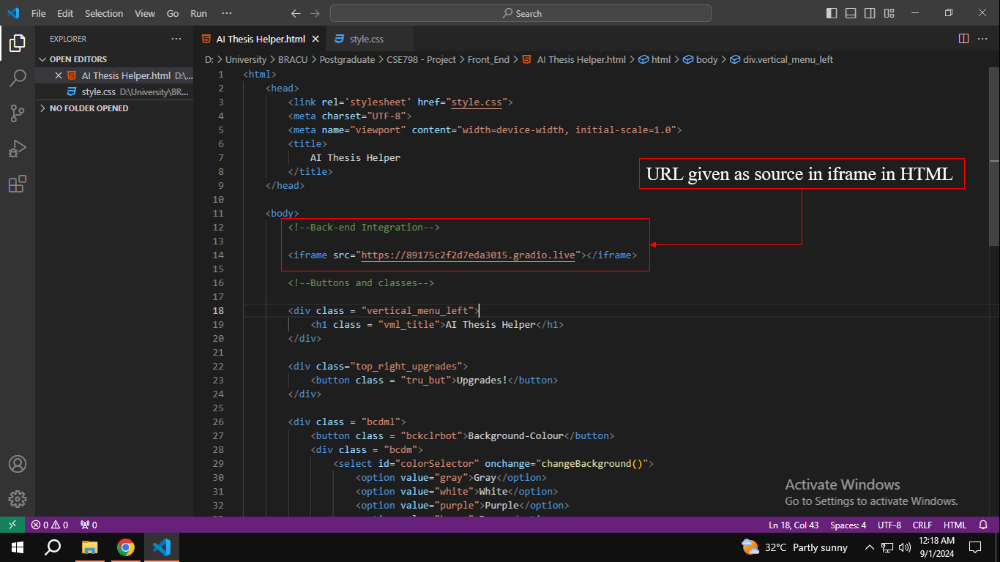 File Edit Selection View Go Run ··· Search
EXPLORER ···
OPEN EDITORS
AI Thesis Helper.html D:\...
style.css D:\University\BR...
NO FOLDER OPENED
AI Thesis Helper.html style.css ···
D: > University > BRACU > Postgraduate > CSE798 - Project > Front_End > AI Thesis Helper.html > html > body > div.vertical_menu_left
1 <html>
2 <head>
3 <link rel='stylesheet' href="style.css">
4 <meta charset="UTF-8">
5 <meta name="viewport" content="width=device-width, initial-scale=1.0">
6 <title>
7 AI Thesis Helper
8 </title>
9 </head>
10
11 <body>
12 <!--Back-end Integration-->
13
14 <iframe src="https://89175c2f2d7eda3015.gradio.live"></iframe>
15
16 <!--Buttons and classes-->
17
18 <div class = "vertical_menu_left">
19 <h1 class = "vml_title">AI Thesis Helper</h1>
20 </div>
21
22 <div class="top_right_upgrades">
23 <button class = "tru_but">Upgrades!</button>
24 </div>
25
26 <div class = "bcdml">
27 <button class = "bckclrbot">Background-Colour</button>
28 <div class = "bcdm">
29 <select id="colorSelector" onchange="changeBackground()">
30 <option value="gray">Gray</option>
31 <option value="white">White</option>
32 <option value="purple">Purple</option>
URL given as source in iframe in HTML
Activate Windows
Go to Settings to activate Windows.
0 0 0 Ln 18, Col 43 Spaces: 4 UTF-8 CRLF HTML
32°C Partly sunny 12:18 AM
9/1/2024